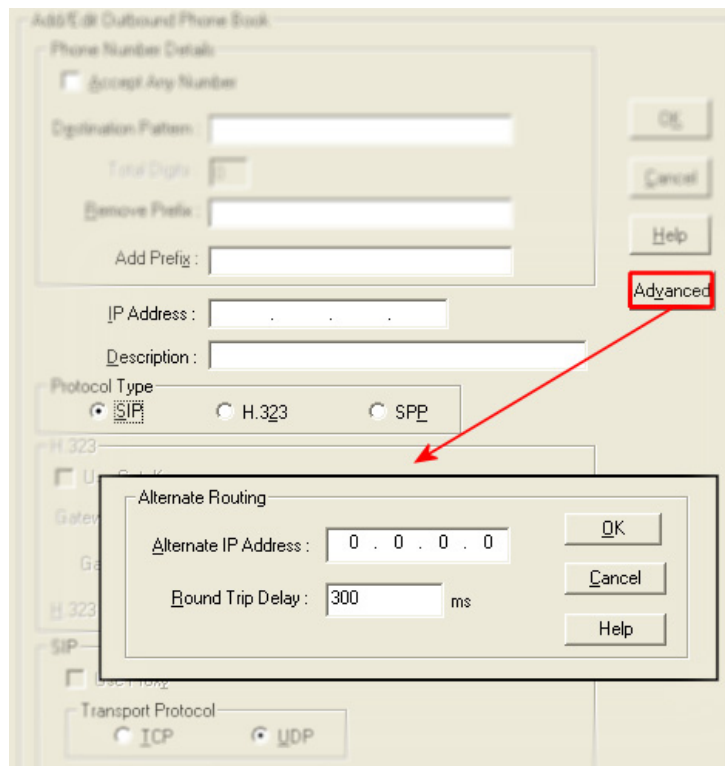 Add/Edit Outbound Phone Book
Phone Number Details
Accept Any Number
Destination Pattern :
Total Digits
0
Remove Prefix :
Add Prefix :
OK
Cancel
Help
Advanced
IP Address : . . .
Description :
Protocol Type
SIP H.323 SPP
H.323
Alternate Routing
Alternate IP Address : 0 . 0 . 0 . 0
Round Trip Delay : 300 ms
OK
Cancel
Help
H.323
SIP
Transport Protocol
TCP UDP